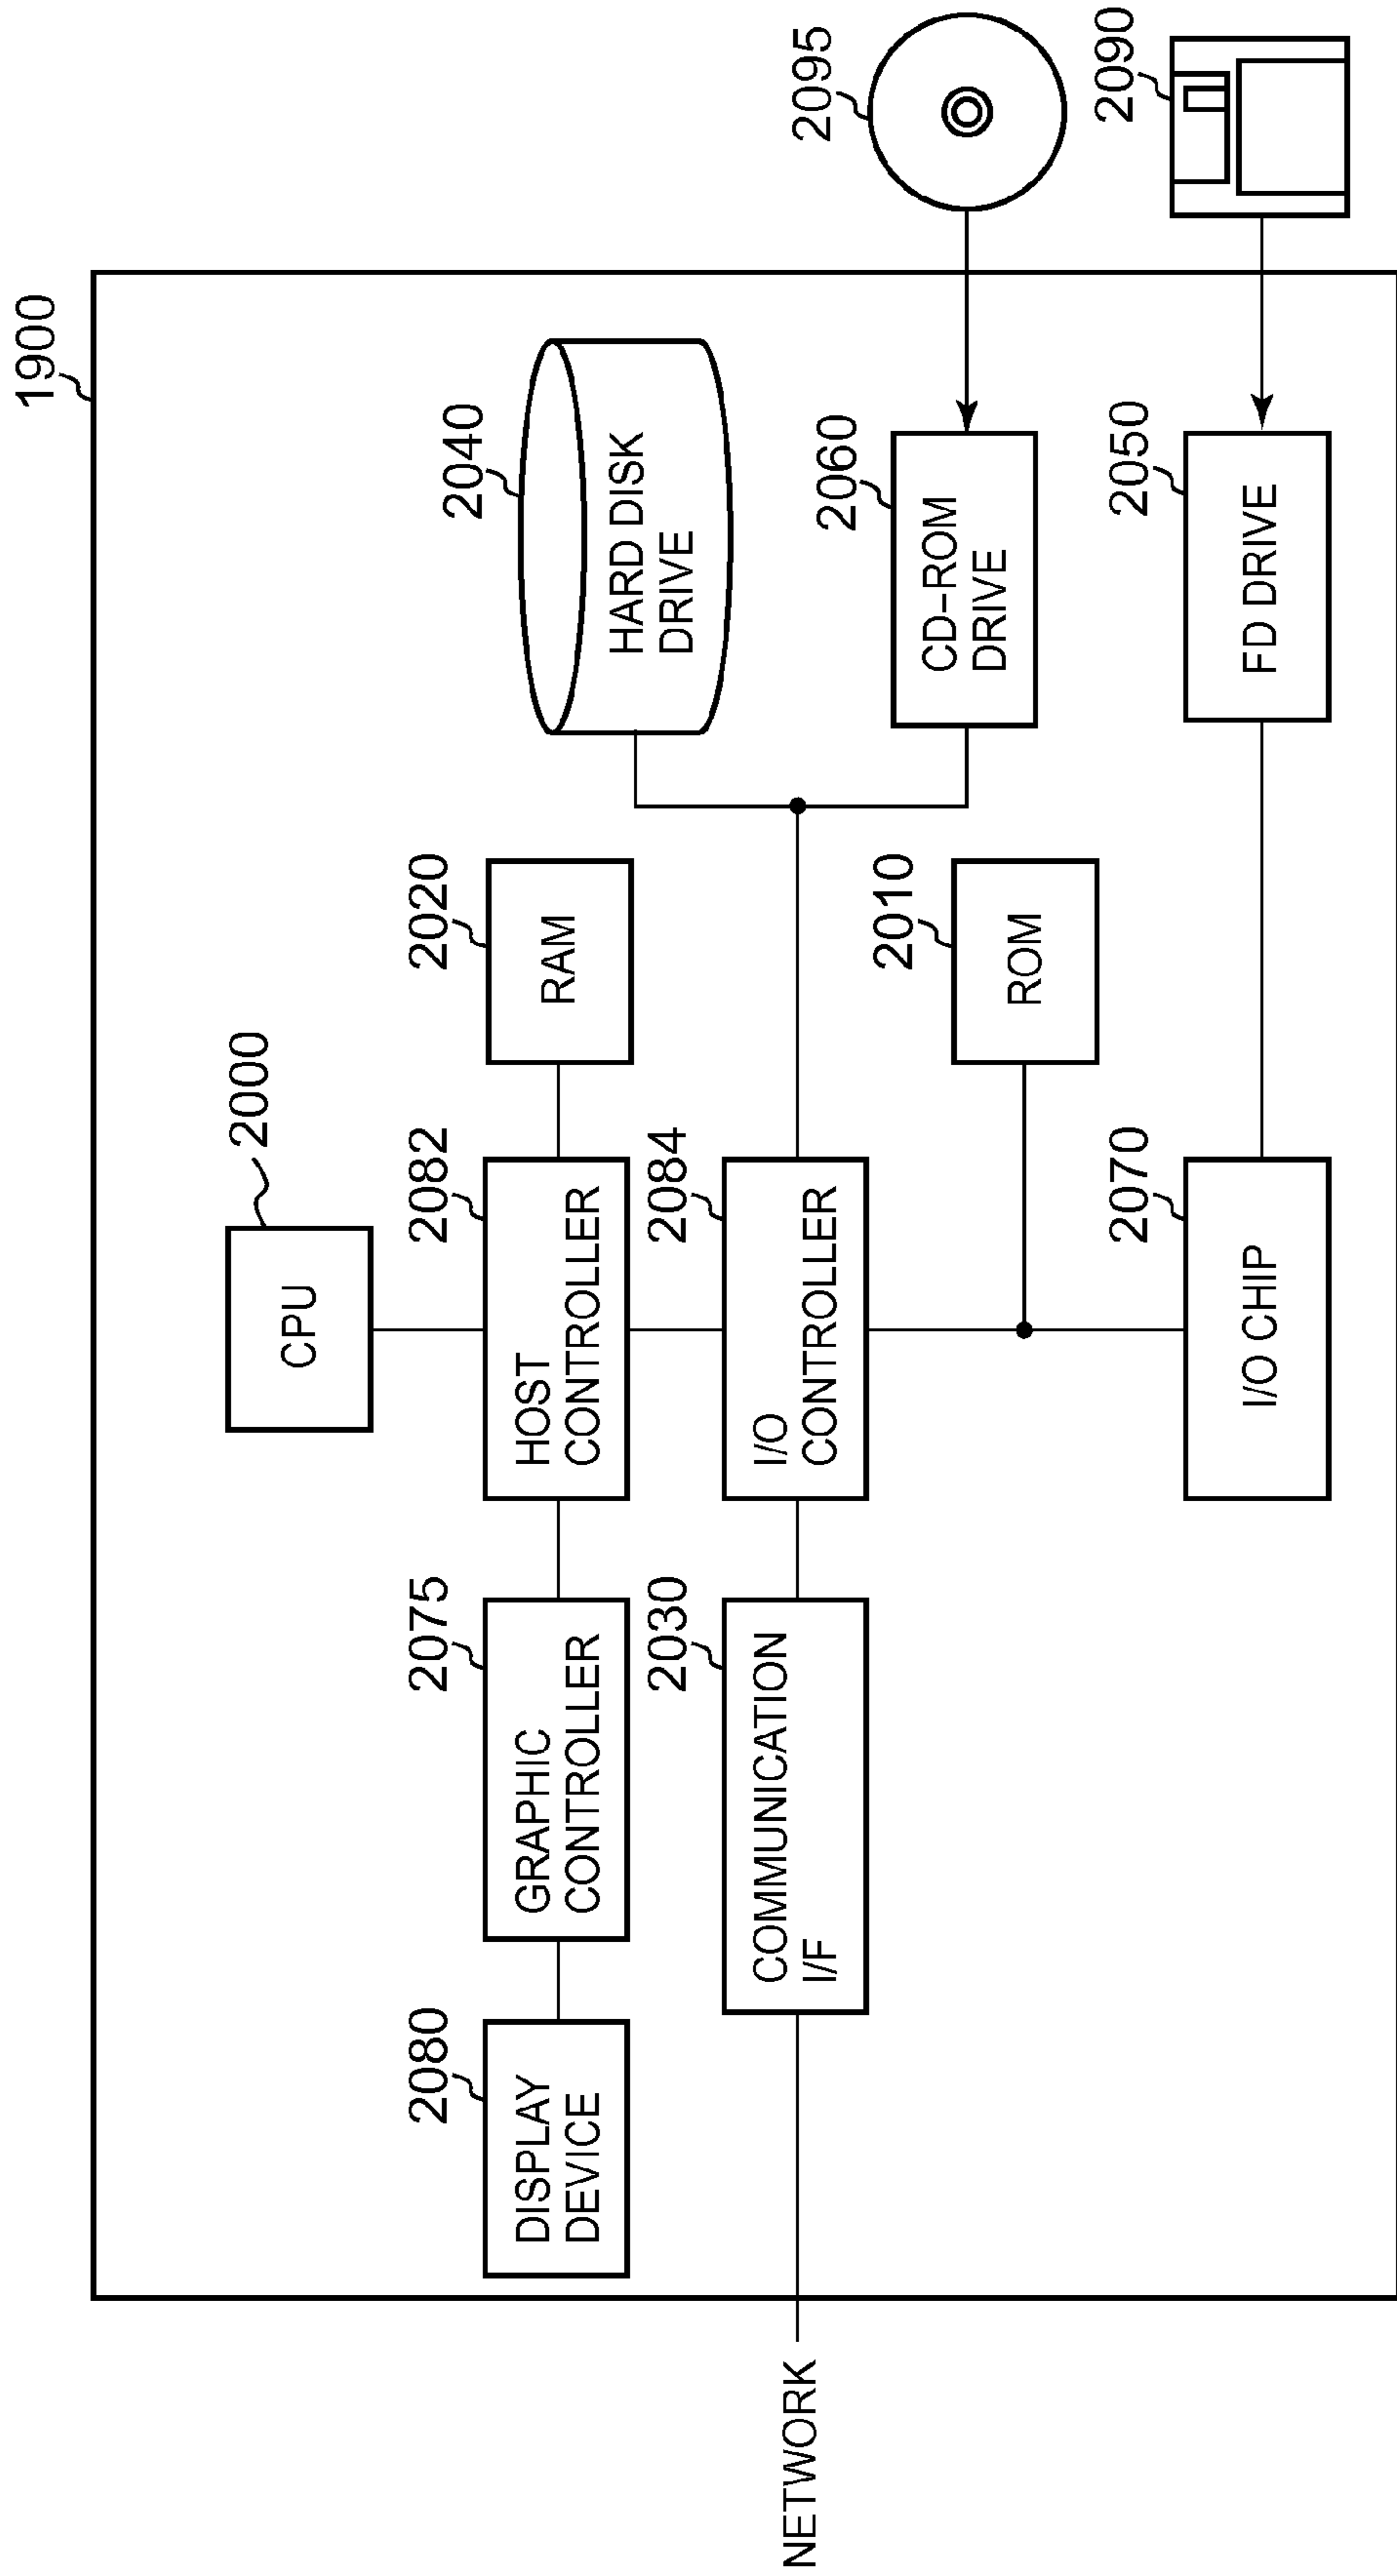 1900
2000
CPU
2080
DISPLAY
DEVICE
2075
GRAPHIC
CONTROLLER
2082
HOST
CONTROLLER
2020
RAM
2040
HARD DISK
DRIVE
NETWORK
2030
COMMUNICATION
I/F
2084
I/O
CONTROLLER
2060
CD-ROM
DRIVE
2095
2010
ROM
2070
I/O CHIP
2050
FD DRIVE
2090